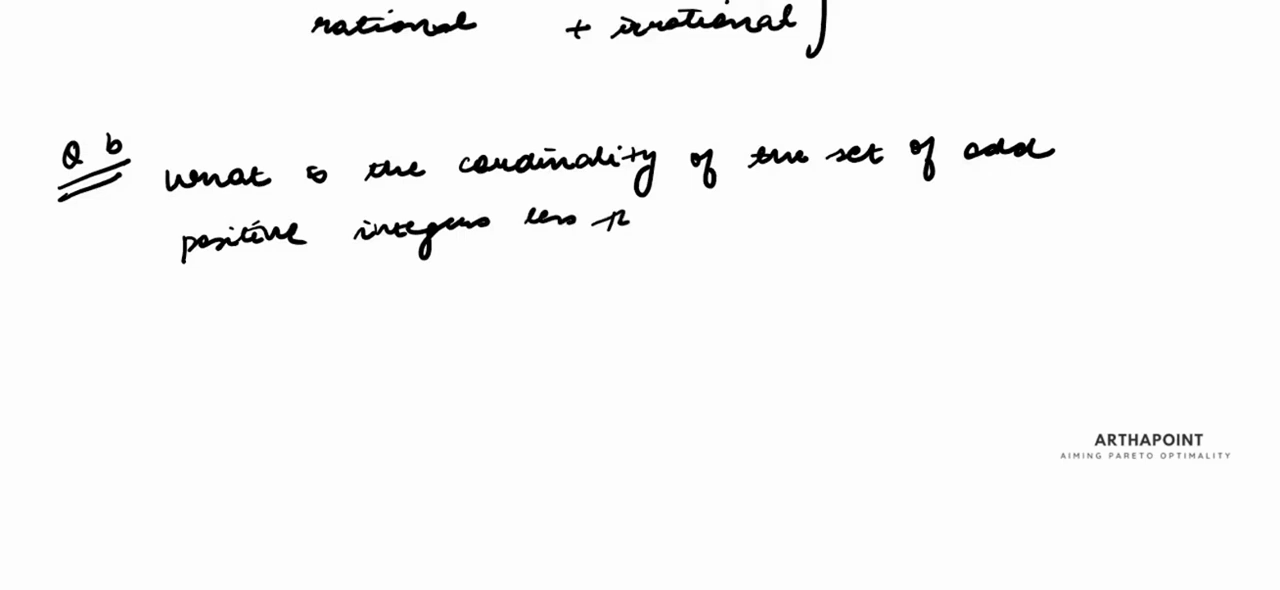 rational + irrational
Q 6 What is the cardinality of the set of odd
positive integers less
ARTHAPOINT
AIMING PARETO OPTIMALITY